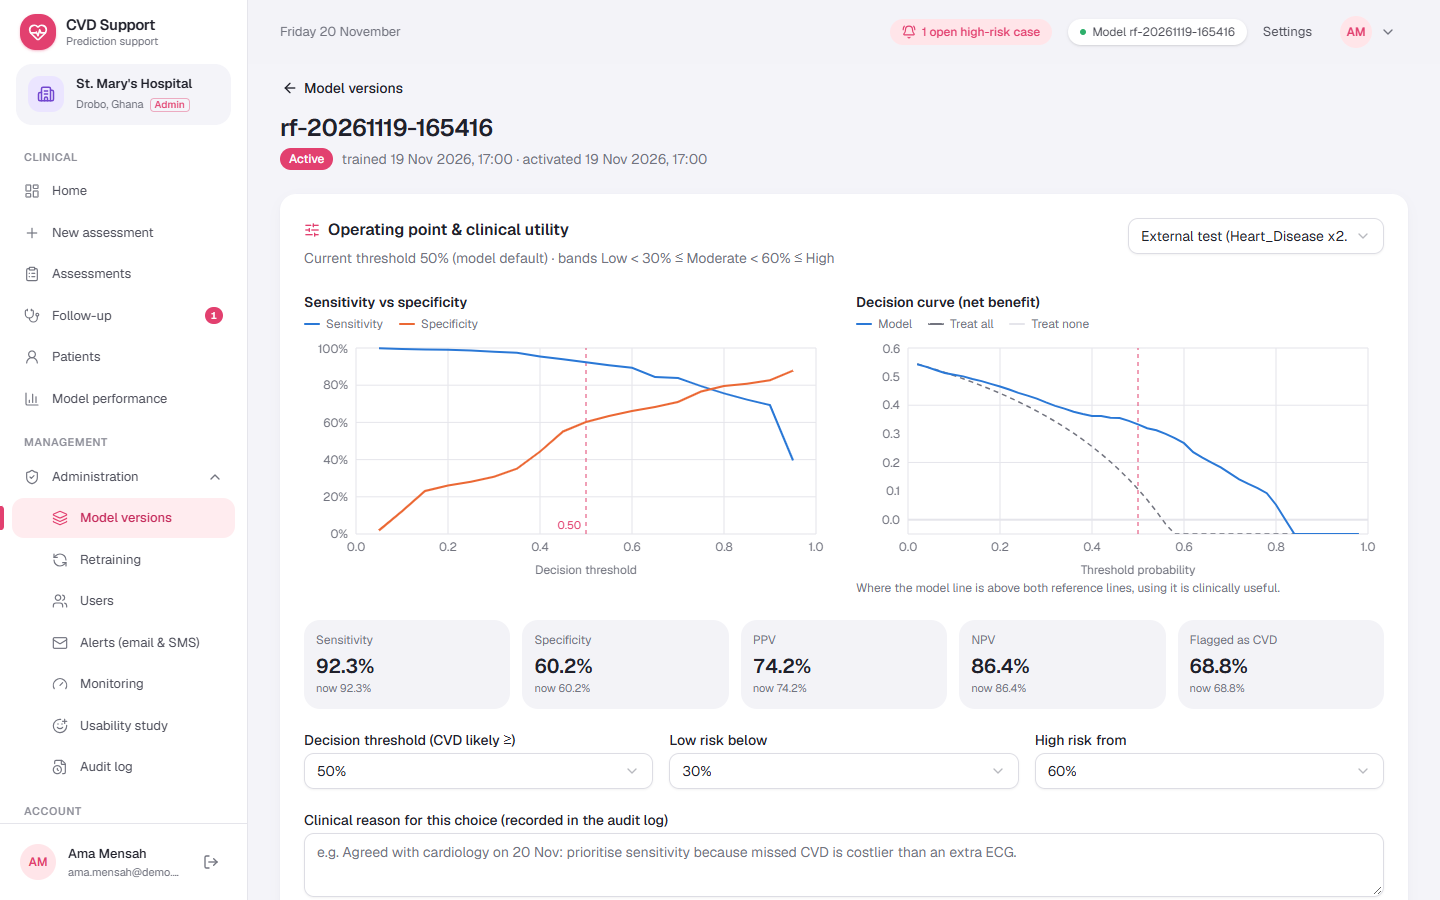 CVD Support
Prediction support
St. Mary's Hospital
Drobo, Ghana Admin
CLINICAL
Home
New assessment
Assessments
Follow-up 1
Patients
Model performance
MANAGEMENT
Administration
Model versions
Retraining
Users
Alerts (email & SMS)
Monitoring
Usability study
Audit log
ACCOUNT
AM
Ama Mensah
ama.mensah@demo....
Friday 20 November
1 open high-risk case
Model rf-20261119-165416
Settings
AM
Model versions
rf-20261119-165416
Active trained 19 Nov 2026, 17:00 · activated 19 Nov 2026, 17:00
Operating point & clinical utility
Current threshold 50% (model default) · bands Low < 30% ≤ Moderate < 60% ≤ High
External test (Heart_Disease x2.
Sensitivity vs specificity
Sensitivity Specificity
100%
80%
60%
40%
20%
0%
0.50
0.0 0.2 0.4 0.6 0.8 1.0
Decision threshold
Decision curve (net benefit)
Model Treat all Treat none
0.6
0.5
0.4
0.3
0.2
0.1
0.0
0.0 0.2 0.4 0.6 0.8 1.0
Threshold probability
Where the model line is above both reference lines, using it is clinically useful.
Sensitivity
92.3%
now 92.3%
Specificity
60.2%
now 60.2%
PPV
74.2%
now 74.2%
NPV
86.4%
now 86.4%
Flagged as CVD
68.8%
now 68.8%
Decision threshold (CVD likely ≥)
50%
Low risk below
30%
High risk from
60%
Clinical reason for this choice (recorded in the audit log)
e.g. Agreed with cardiology on 20 Nov: prioritise sensitivity because missed CVD is costlier than an extra ECG.